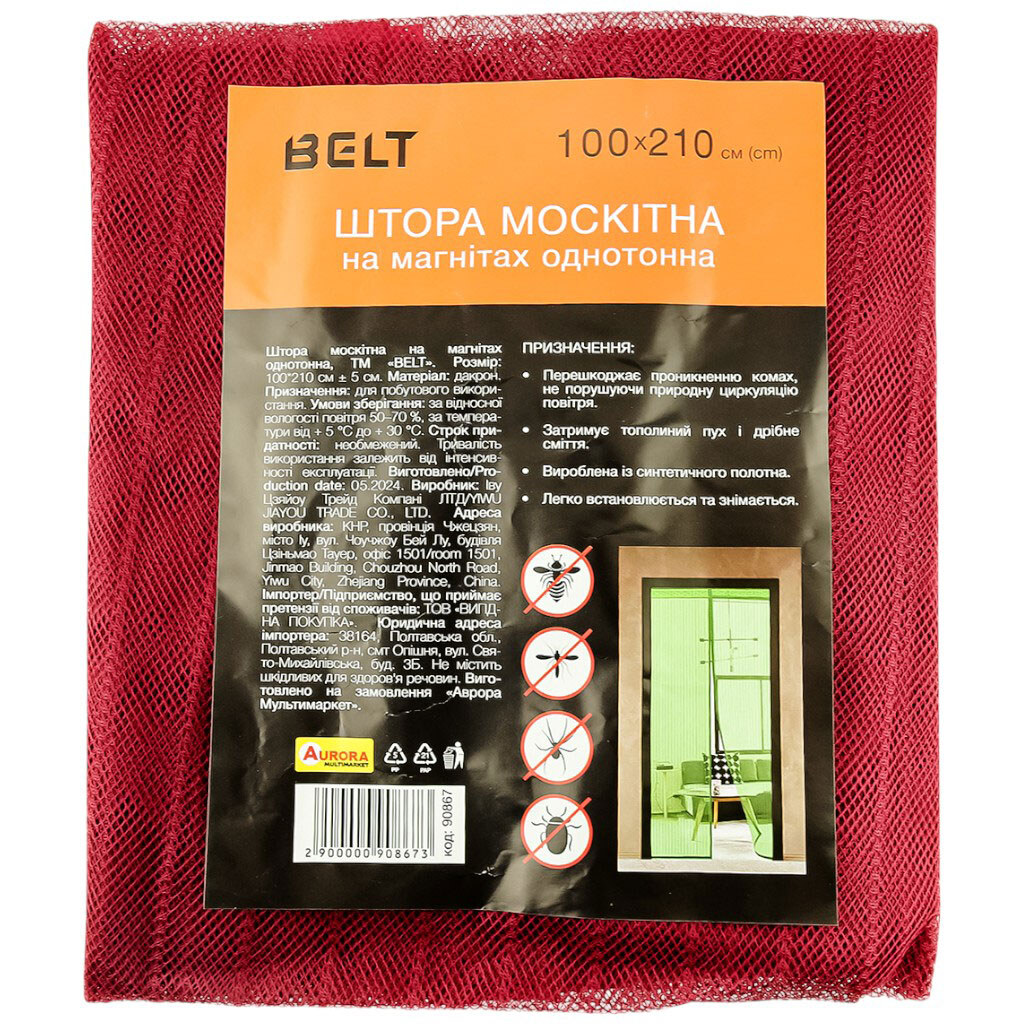 BELT
100×210 см (cm)
ШТОРА МОСКІТНА
на магнітах однотонна
Штора москітна на магнітах
однотонна, ТМ «BELT». Розмір:
100*210 см ± 5 см. Матеріал: дакрон.
Призначення: для побутового викори-
стання. Умови зберігання: за відносної
вологості повітря 50–70 %, за темпера-
тури від + 5 °С до + 30 °С. Строк при-
датності: необмежений. Тривалість
використання залежить від інтенсив-
ності експлуатації. Виготовлено/Pro-
duction date: 05.2024. Виробник: Іву
Цзяйоу Трейд Компані ЛТД/YIWU
JIAYOU TRADE CO., LTD. Адреса
виробника: КНР, провінція Чжецзян,
місто Іу, вул. Чоучжоу Бей Лу, будівля
Цзіньмао Тауер, офіс 1501/room 1501,
Jinmao Building, Chouzhou North Road,
Yiwu City, Zhejiang Province, China.
Імпортер/Підприємство, що приймає
претензії від споживачів: ТОВ «ВИГІД-
НА ПОКУПКА». Юридична адреса
імпортера: 38164, Полтавська обл.,
Полтавський р-н, смт Опішня, вул. Свя-
то-Михайлівська, буд. 3Б. Не містить
шкідливих для здоров'я речовин. Виго-
товлено на замовлення «Аврора
Мультимаркет».
ПРИЗНАЧЕННЯ:
• Перешкоджає проникненню комах,
не порушуючи природну циркуляцію
повітря.
• Затримує тополиний пух і дрібне
сміття.
• Вироблена із синтетичного полотна.
• Легко встановлюється та знімається.
AURORA
MULTIMARKET
5
PP
21
PAP
2 900000 908673
код: 90867